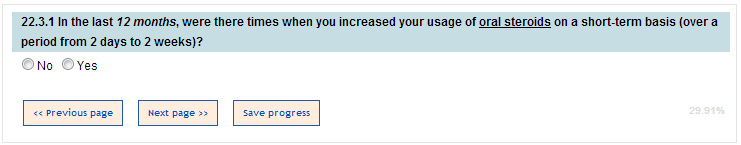 22.3.1 In the last 12 months, were there times when you increased your usage of oral steroids on a short-term basis (over a
period from 2 days to 2 weeks)?
No Yes
<< Previous page Next page >> Save progress 29.91%